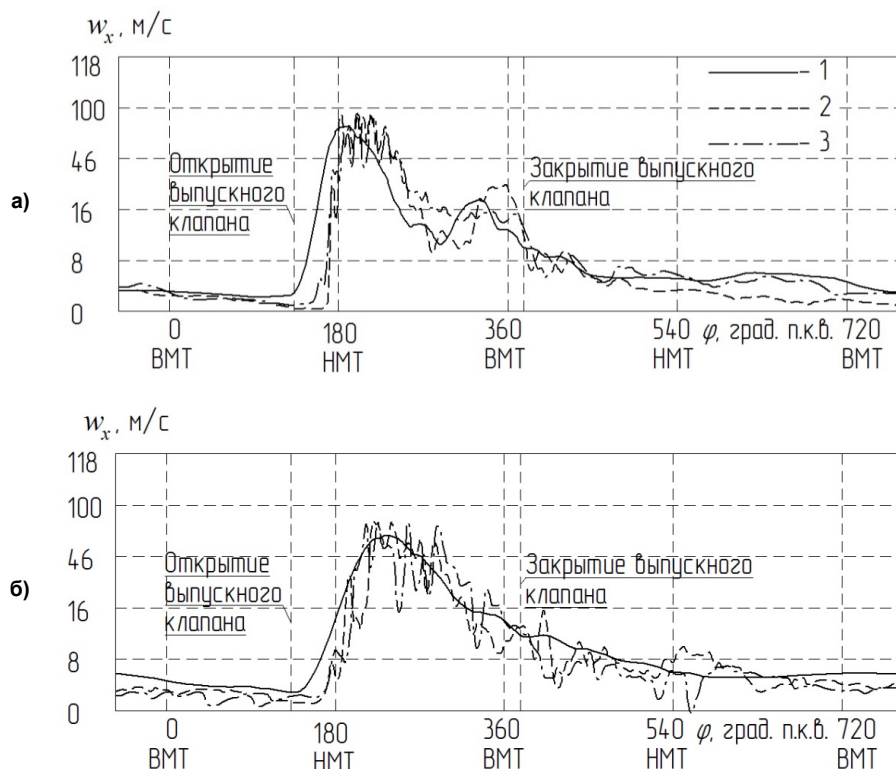 wₓ, м/с
118
100
46
16
8
0
1
2
3
а)
Открытие
выпускного
клапана
Закрытие выпускного
клапана
0 180 360 540 φ, град. п.к.в. 720
ВМТ НМТ ВМТ НМТ ВМТ
wₓ, м/с
118
100
46
16
8
0
б)
Открытие
выпускного
клапана
Закрытие выпускного
клапана
0 180 360 540 φ, град. п.к.в. 720
ВМТ НМТ ВМТ НМТ ВМТ